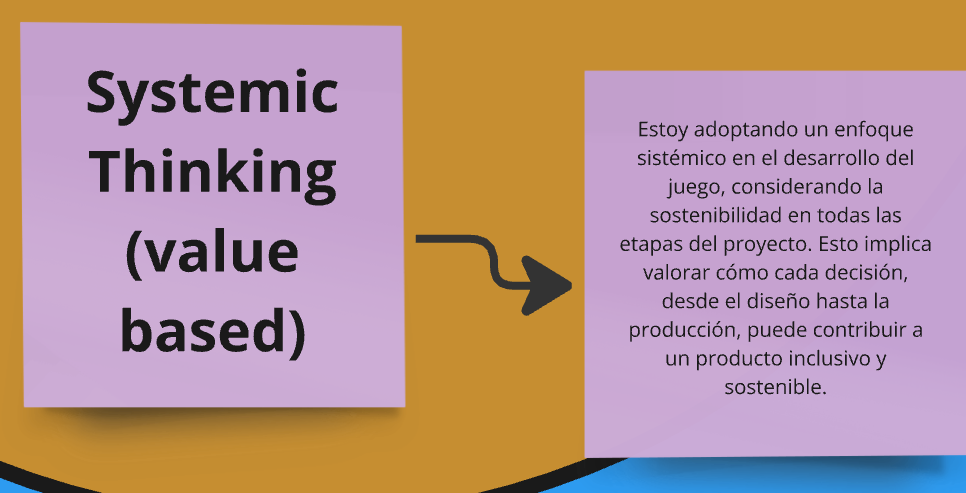 Systemic
Thinking
(value
based)
Estoy adoptando un enfoque
sistémico en el desarrollo del
juego, considerando la
sostenibilidad en todas las
etapas del proyecto. Esto implica
valorar cómo cada decisión,
desde el diseño hasta la
producción, puede contribuir a
un producto inclusivo y
sostenible.